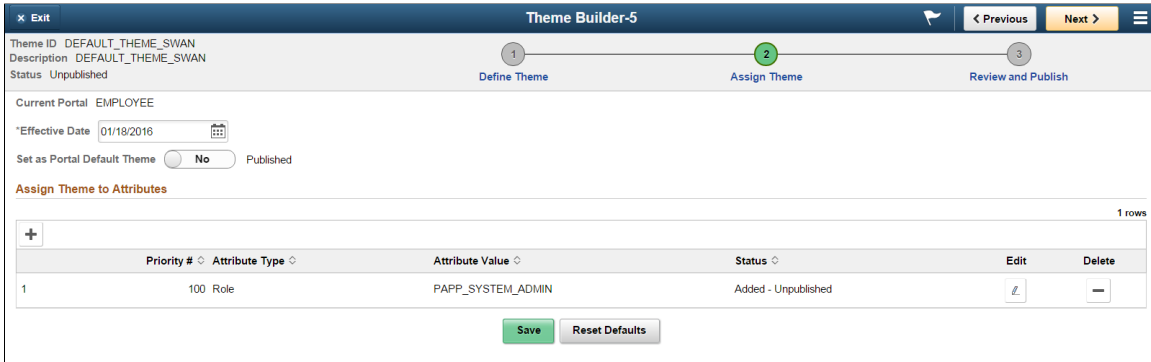 × Exit
Theme Builder-5
< Previous
Next >
Theme ID DEFAULT_THEME_SWAN
Description DEFAULT_THEME_SWAN
Status Unpublished
1
2
3
Define Theme
Assign Theme
Review and Publish
Current Portal EMPLOYEE
*Effective Date 01/18/2016
Set as Portal Default Theme No Published
Assign Theme to Attributes
1 rows
+
Priority # Attribute Type Attribute Value Status Edit Delete
1 100 Role PAPP_SYSTEM_ADMIN Added - Unpublished
Save Reset Defaults